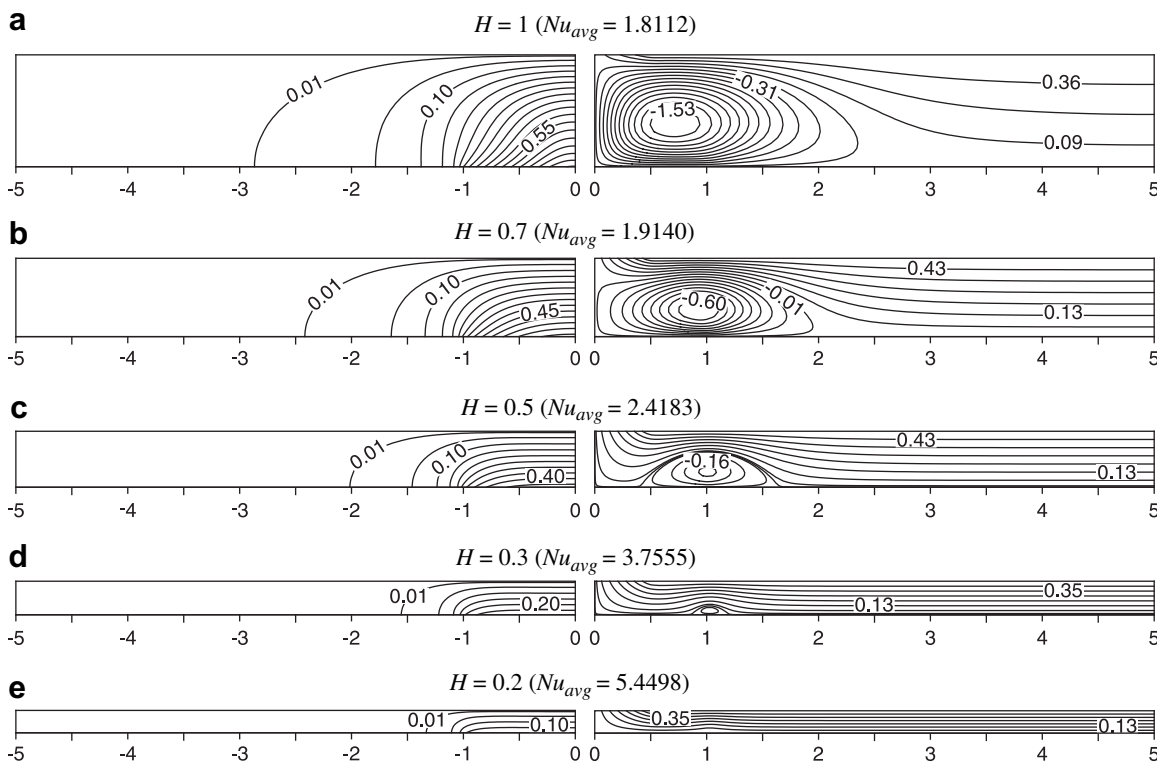 a
H = 1 (Nu_avg = 1.8112)
0.01 0.10 0.55 -1.53 -0.31 0.36 0.09
-5 -4 -3 -2 -1 0 0 1 2 3 4 5
b
H = 0.7 (Nu_avg = 1.9140)
0.01 0.10 0.45 -0.60 -0.01 0.43 0.13
-5 -4 -3 -2 -1 0 0 1 2 3 4 5
c
H = 0.5 (Nu_avg = 2.4183)
0.01 0.10 0.40 -0.16 0.43 0.13
-5 -4 -3 -2 -1 0 0 1 2 3 4 5
d
H = 0.3 (Nu_avg = 3.7555)
0.01 0.20 0.13 0.35
-5 -4 -3 -2 -1 0 0 1 2 3 4 5
e
H = 0.2 (Nu_avg = 5.4498)
0.01 0.10 0.35 0.13
-5 -4 -3 -2 -1 0 0 1 2 3 4 5